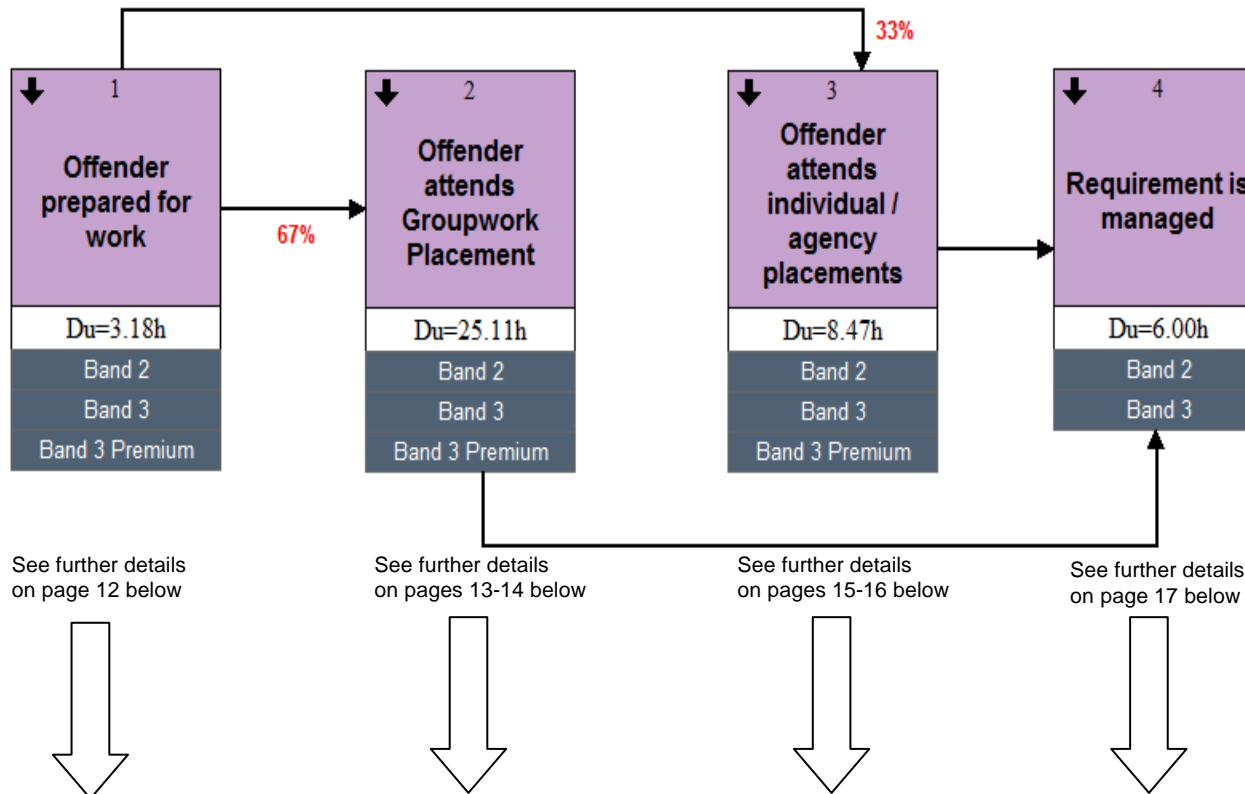 33%
1
Offender
prepared for
work
Du=3.18h
Band 2
Band 3
Band 3 Premium
67%
2
Offender
attends
Groupwork
Placement
Du=25.11h
Band 2
Band 3
Band 3 Premium
3
Offender
attends
individual /
agency
placements
Du=8.47h
Band 2
Band 3
Band 3 Premium
4
Requirement is
managed
Du=6.00h
Band 2
Band 3
See further details
on page 12 below
See further details
on pages 13-14 below
See further details
on pages 15-16 below
See further details
on page 17 below